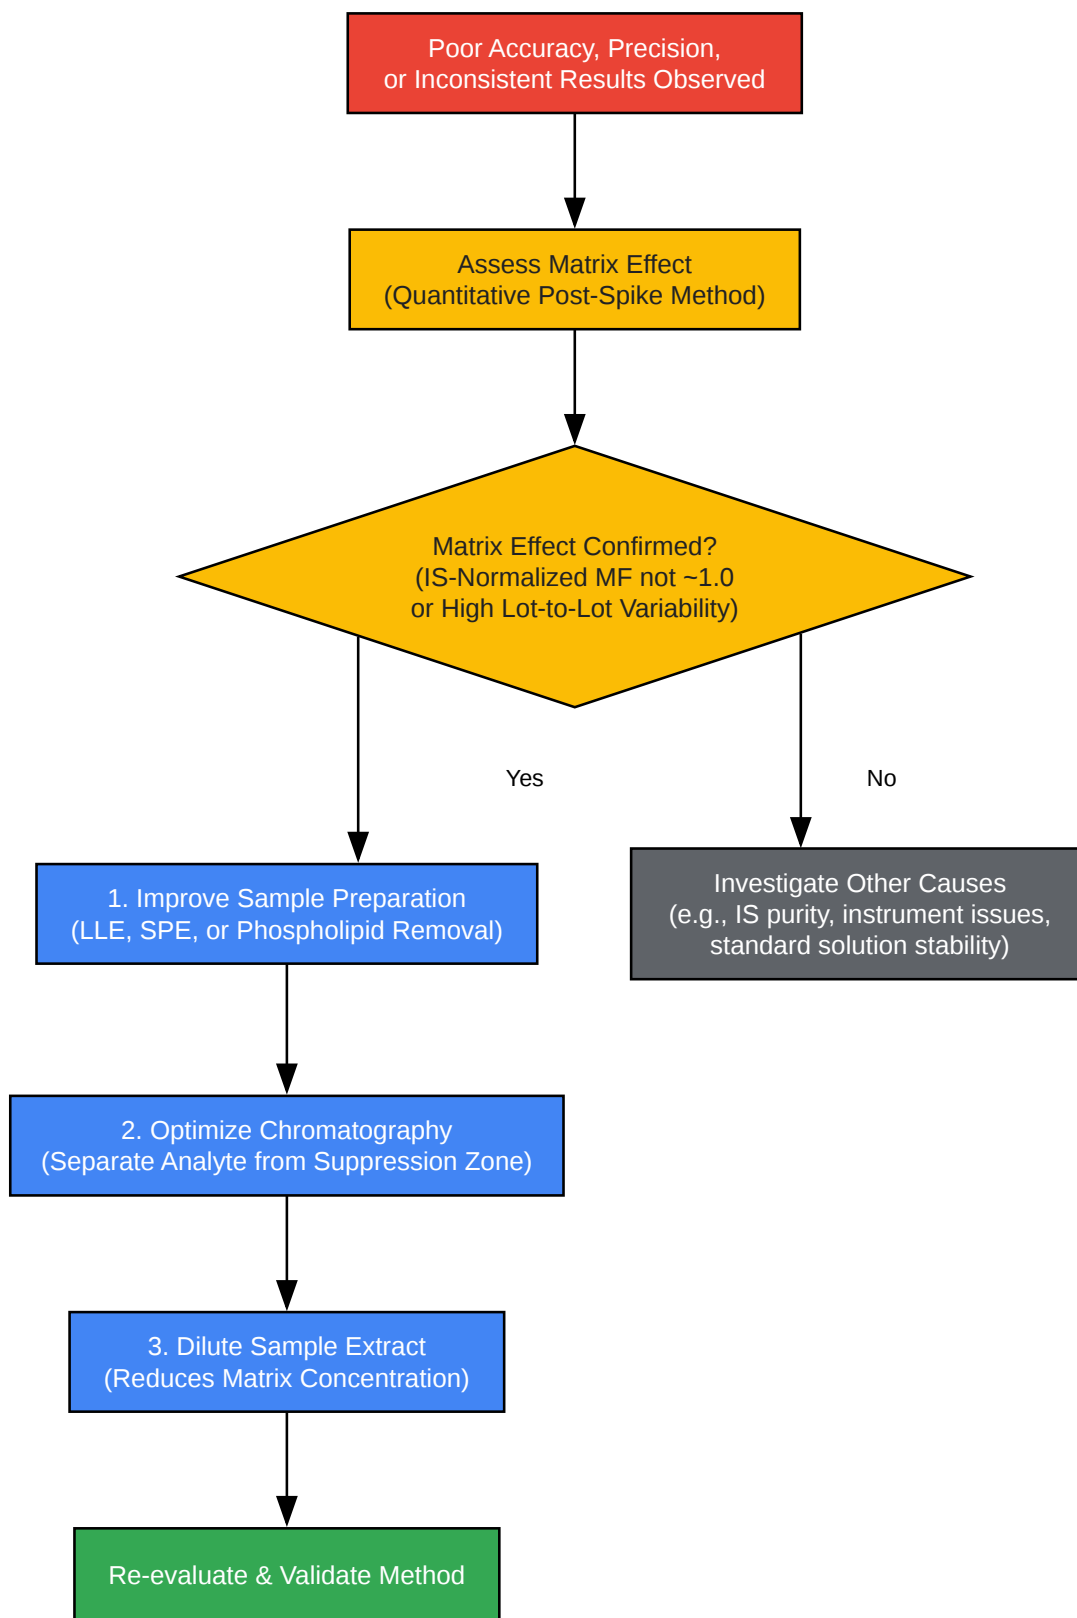 Poor Accuracy, Precision,
or Inconsistent Results Observed
Assess Matrix Effect
(Quantitative Post-Spike Method)
Matrix Effect Confirmed?
(IS-Normalized MF not ~1.0
or High Lot-to-Lot Variability)
Yes
No
1. Improve Sample Preparation
(LLE, SPE, or Phospholipid Removal)
Investigate Other Causes
(e.g., IS purity, instrument issues,
standard solution stability)
2. Optimize Chromatography
(Separate Analyte from Suppression Zone)
3. Dilute Sample Extract
(Reduces Matrix Concentration)
Re-evaluate & Validate Method